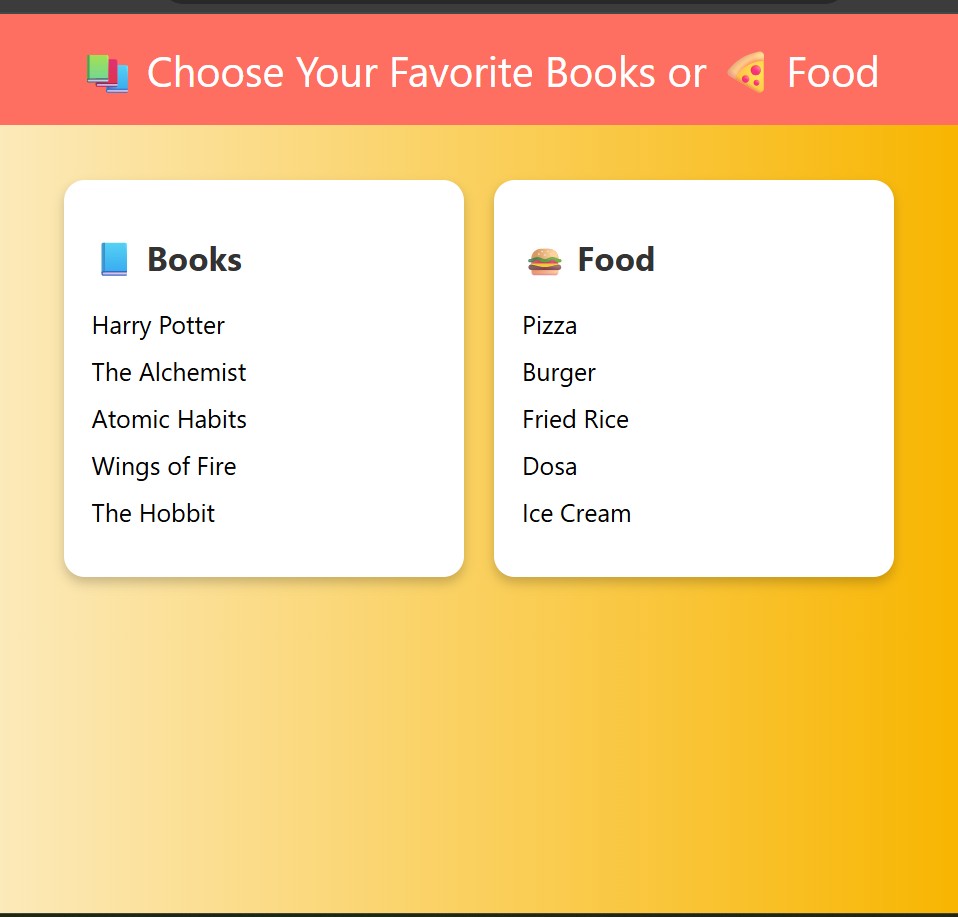 Choose Your Favorite Books or Food
Books
Harry Potter
The Alchemist
Atomic Habits
Wings of Fire
The Hobbit
Food
Pizza
Burger
Fried Rice
Dosa
Ice Cream